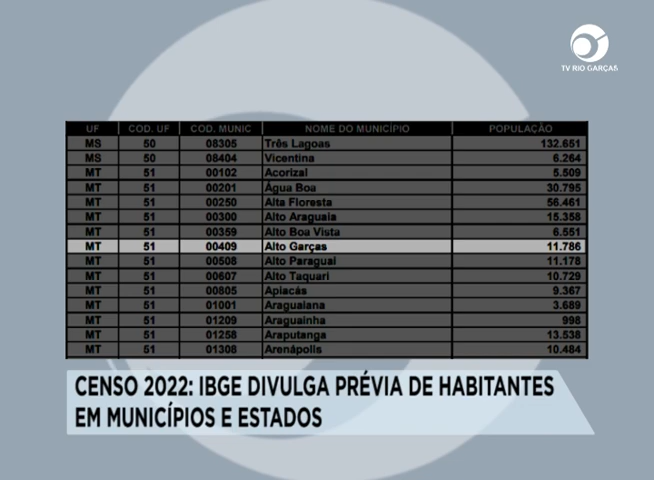 TV RIO GARÇAS
UF COD. UF COD. MUNIC NOME DO MUNICÍPIO POPULAÇÃO
MS 50 08305 Três Lagoas 132.651
MS 50 08404 Vicentina 6.264
MT 51 00102 Acorizal 5.509
MT 51 00201 Água Boa 30.795
MT 51 00250 Alta Floresta 56.461
MT 51 00300 Alto Araguaia 15.358
MT 51 00359 Alto Boa Vista 6.551
MT 51 00409 Alto Garças 11.786
MT 51 00508 Alto Paraguai 11.178
MT 51 00607 Alto Taquari 10.729
MT 51 00805 Apiacás 9.367
MT 51 01001 Araguaiana 3.689
MT 51 01209 Araguainha 998
MT 51 01258 Araputanga 13.538
MT 51 01308 Arenápolis 10.484
CENSO 2022: IBGE DIVULGA PRÉVIA DE HABITANTES
EM MUNICÍPIOS E ESTADOS